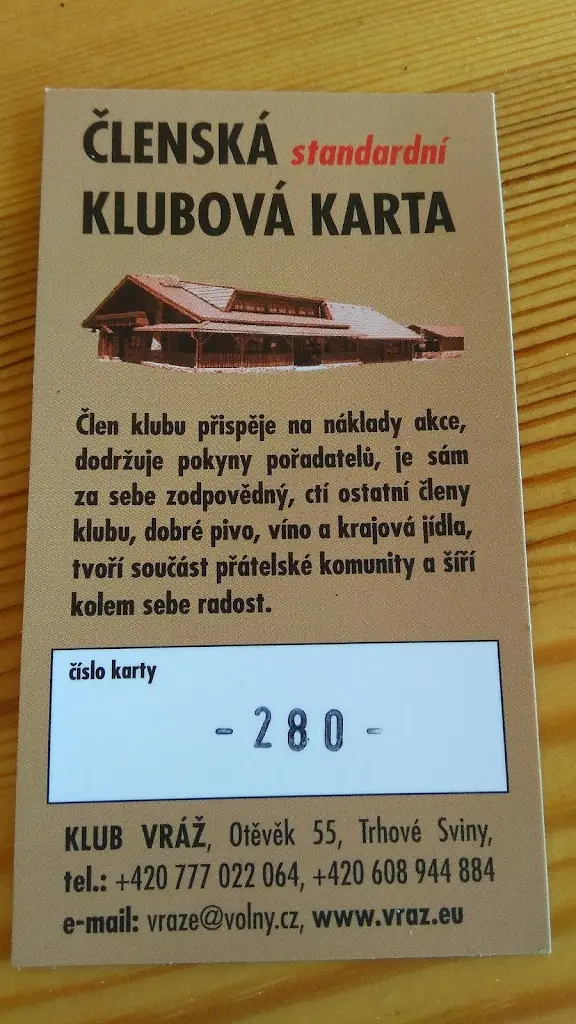 ČLENSKÁ standardní
KLUBOVÁ KARTA
Člen klubu přispěje na náklady akce,
dodržuje pokyny pořadatelů, je sám
za sebe zodpovědný, ctí ostatní členy
klubu, dobré pivo, víno a krajová jídla,
tvoří součást přátelské komunity a šíří
kolem sebe radost.
číslo karty
- 280 -
KLUB VRÁŽ, Otěvěk 55, Trhové Sviny,
tel.: +420 777 022 064, +420 608 944 884
e-mail: vraze@volny.cz, www.vraz.eu